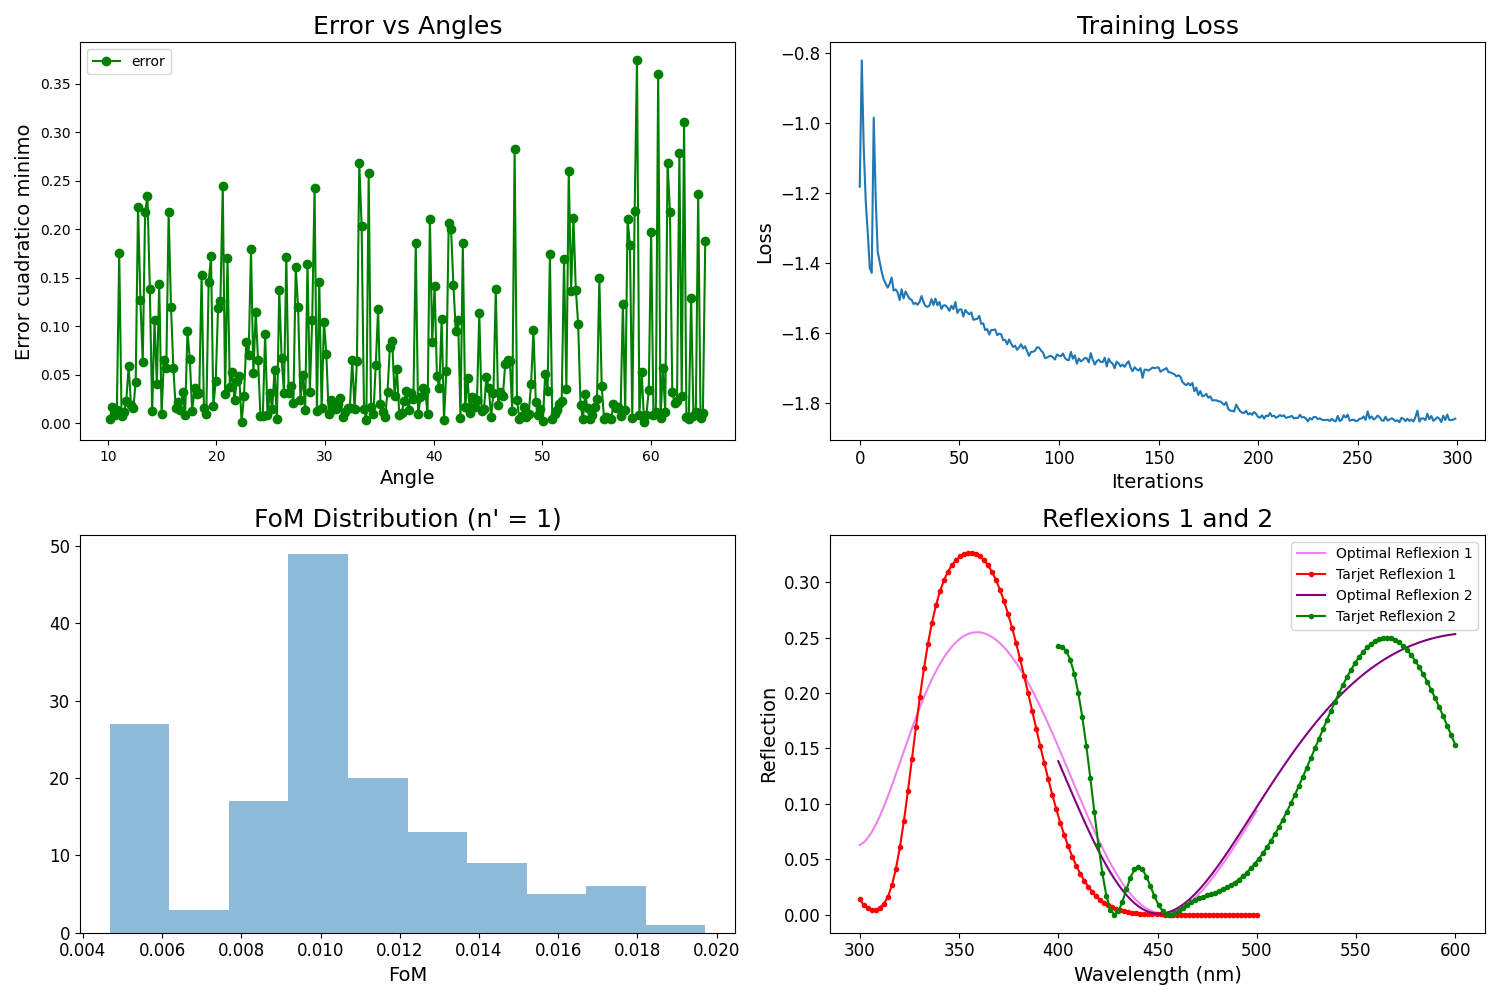 Error vs Angles
error
0.35
0.30
0.25
0.20
0.15
0.10
0.05
0.00
Error cuadratico minimo
10 20 30 40 50 60
Angle
Training Loss
−0.8
−1.0
−1.2
−1.4
−1.6
−1.8
Loss
0 50 100 150 200 250 300
Iterations
FoM Distribution (n' = 1)
50
40
30
20
10
0
0.004 0.006 0.008 0.010 0.012 0.014 0.016 0.018 0.020
FoM
Reflexions 1 and 2
Optimal Reflexion 1
Tarjet Reflexion 1
Optimal Reflexion 2
Tarjet Reflexion 2
0.30
0.25
0.20
0.15
0.10
0.05
0.00
Reflection
300 350 400 450 500 550 600
Wavelength (nm)